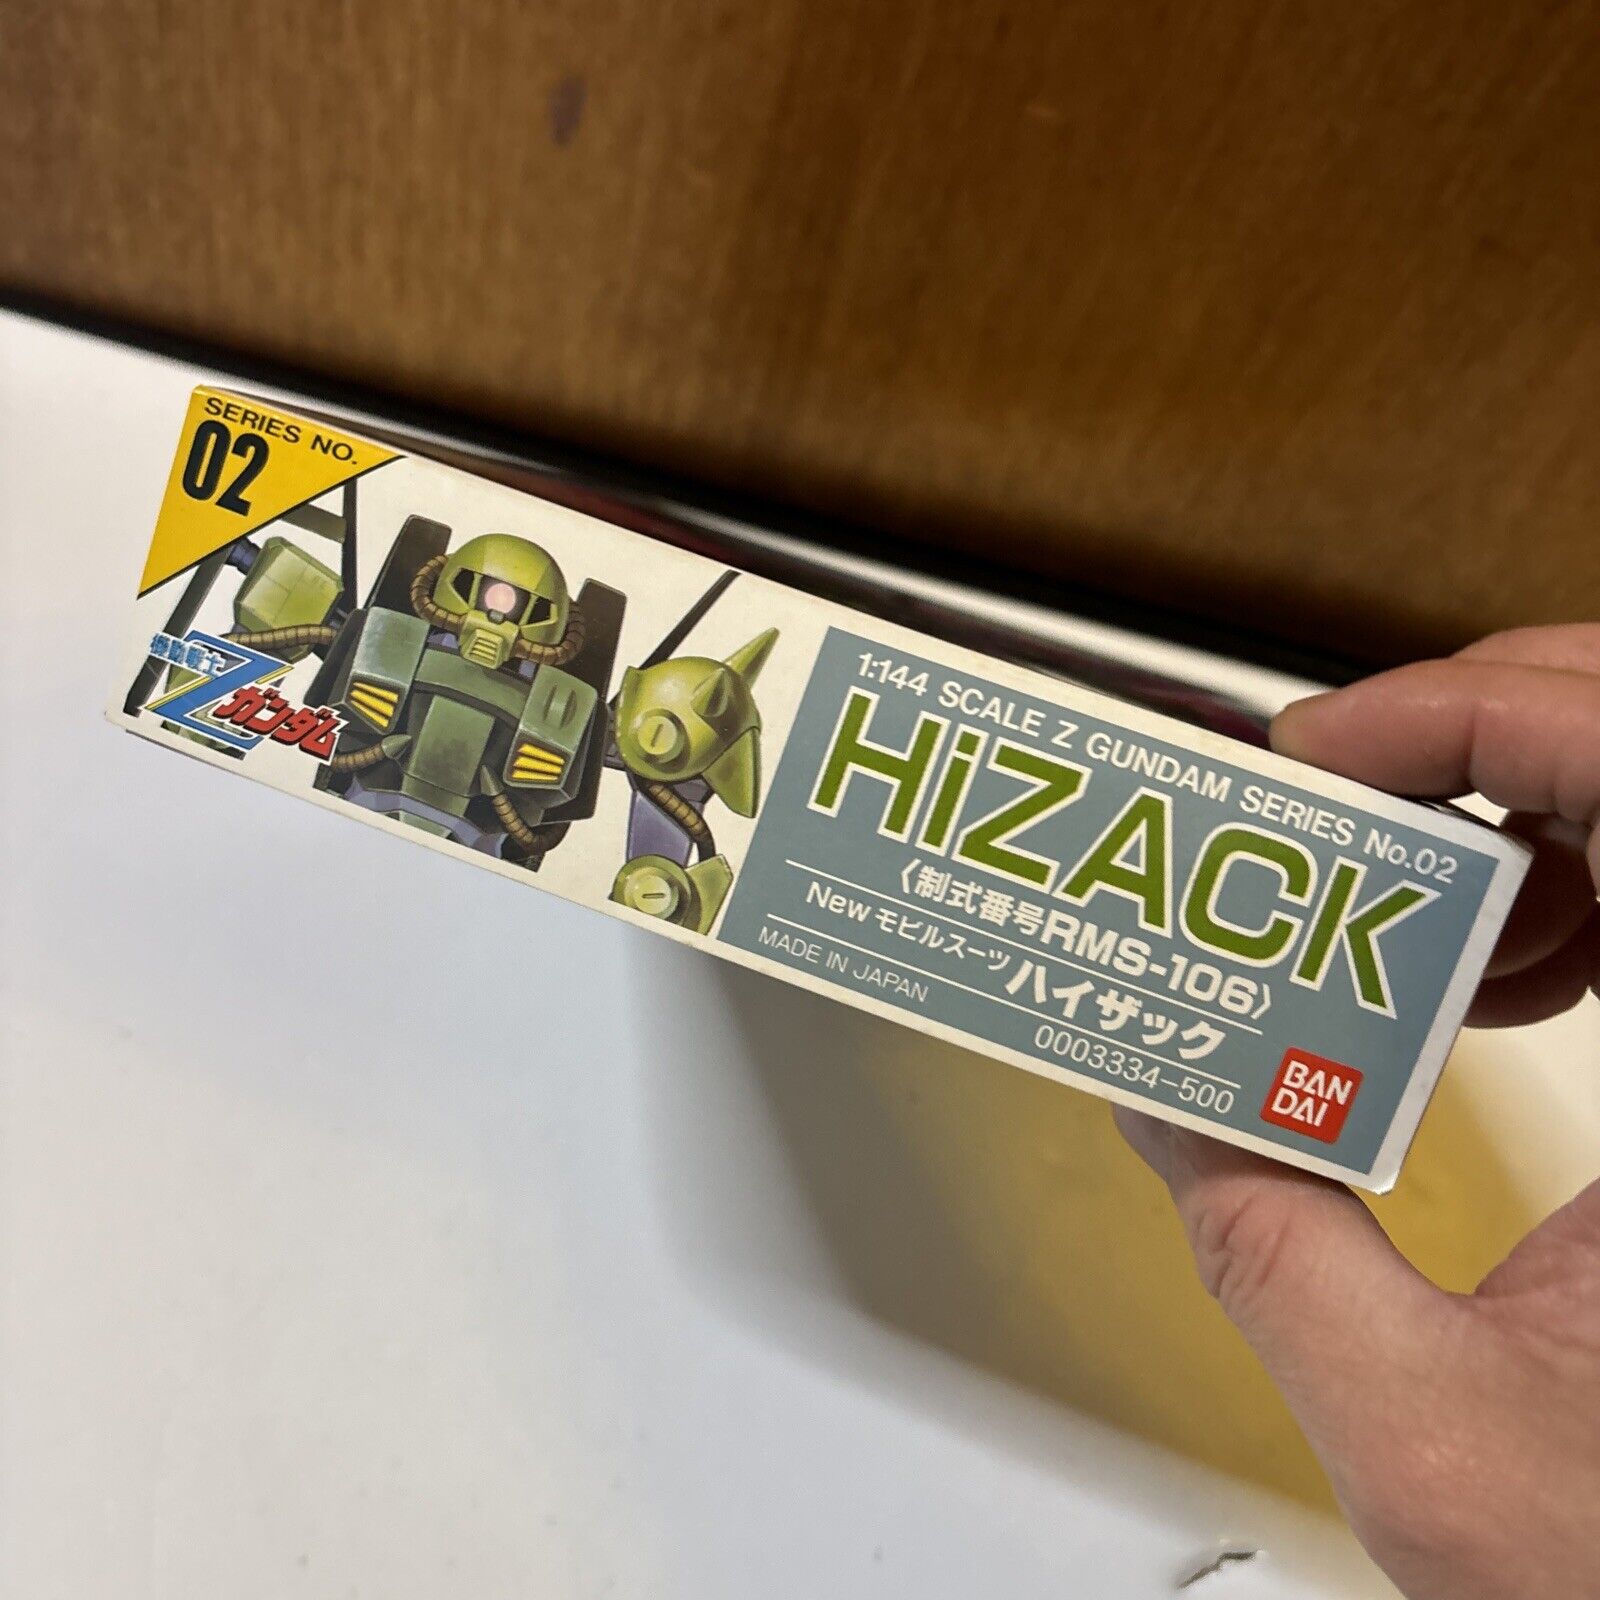 SERIES NO.
02
機動戦士
Z ガンダム
1:144 SCALE Z GUNDAM SERIES No.02
HiZACK
〈制式番号RMS-106〉
New モビルスーツ ハイザック
MADE IN JAPAN
0003334-500
BAN
DAI